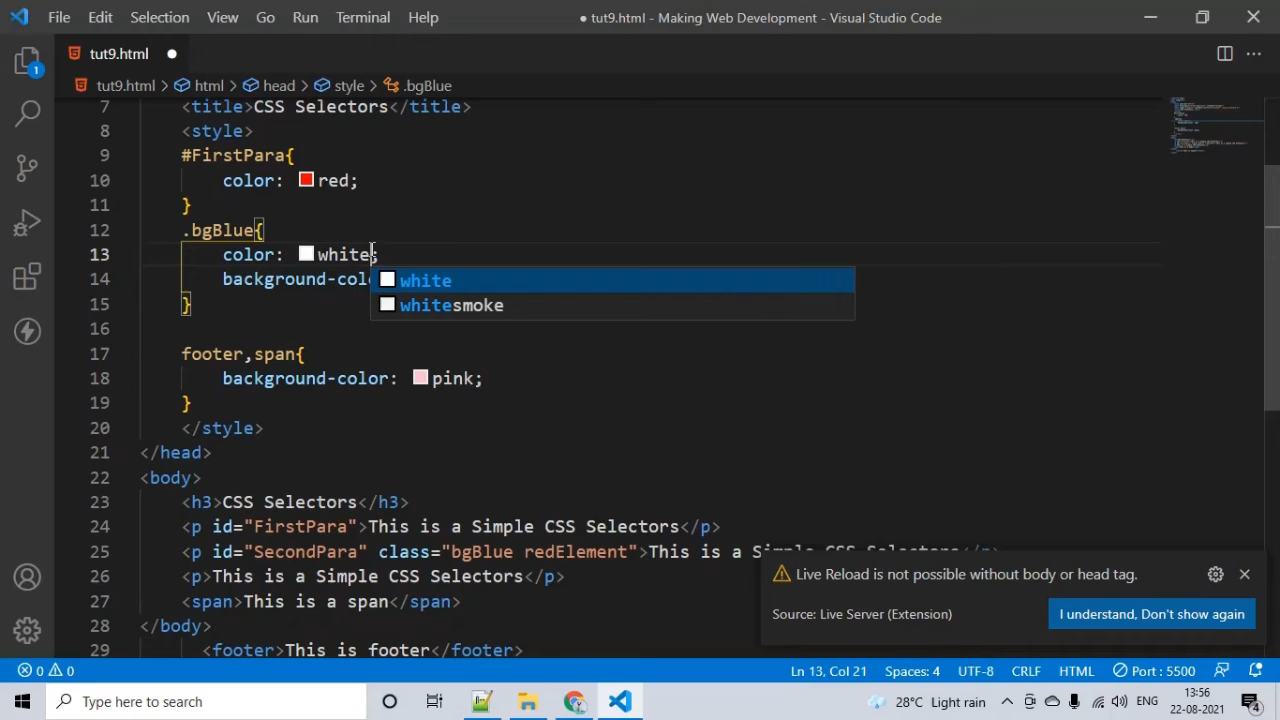 File Edit Selection View Go Run Terminal Help ● tut9.html - Making Web Development - Visual Studio Code
tut9.html ●
tut9.html > html > head > style > .bgBlue
7 <title>CSS Selectors</title>
8 <style>
9 #FirstPara{
10 color: red;
11 }
12 .bgBlue{
13 color: white;
14 background-colo
white
whitesmoke
15 }
16
17 footer,span{
18 background-color: pink;
19 }
20 </style>
21 </head>
22 <body>
23 <h3>CSS Selectors</h3>
24 <p id="FirstPara">This is a Simple CSS Selectors</p>
25 <p id="SecondPara" class="bgBlue redElement">This is a Simple CSS Selectors</p>
26 <p>This is a Simple CSS Selectors</p>
27 <span>This is a span</span>
28 </body>
29 <footer>This is footer</footer>
1
Live Reload is not possible without body or head tag.
Source: Live Server (Extension) I understand, Don't show again
0 0 Ln 13, Col 21 Spaces: 4 UTF-8 CRLF HTML Port : 5500
Type here to search 28°C Light rain ENG 13:56
22-08-2021 4